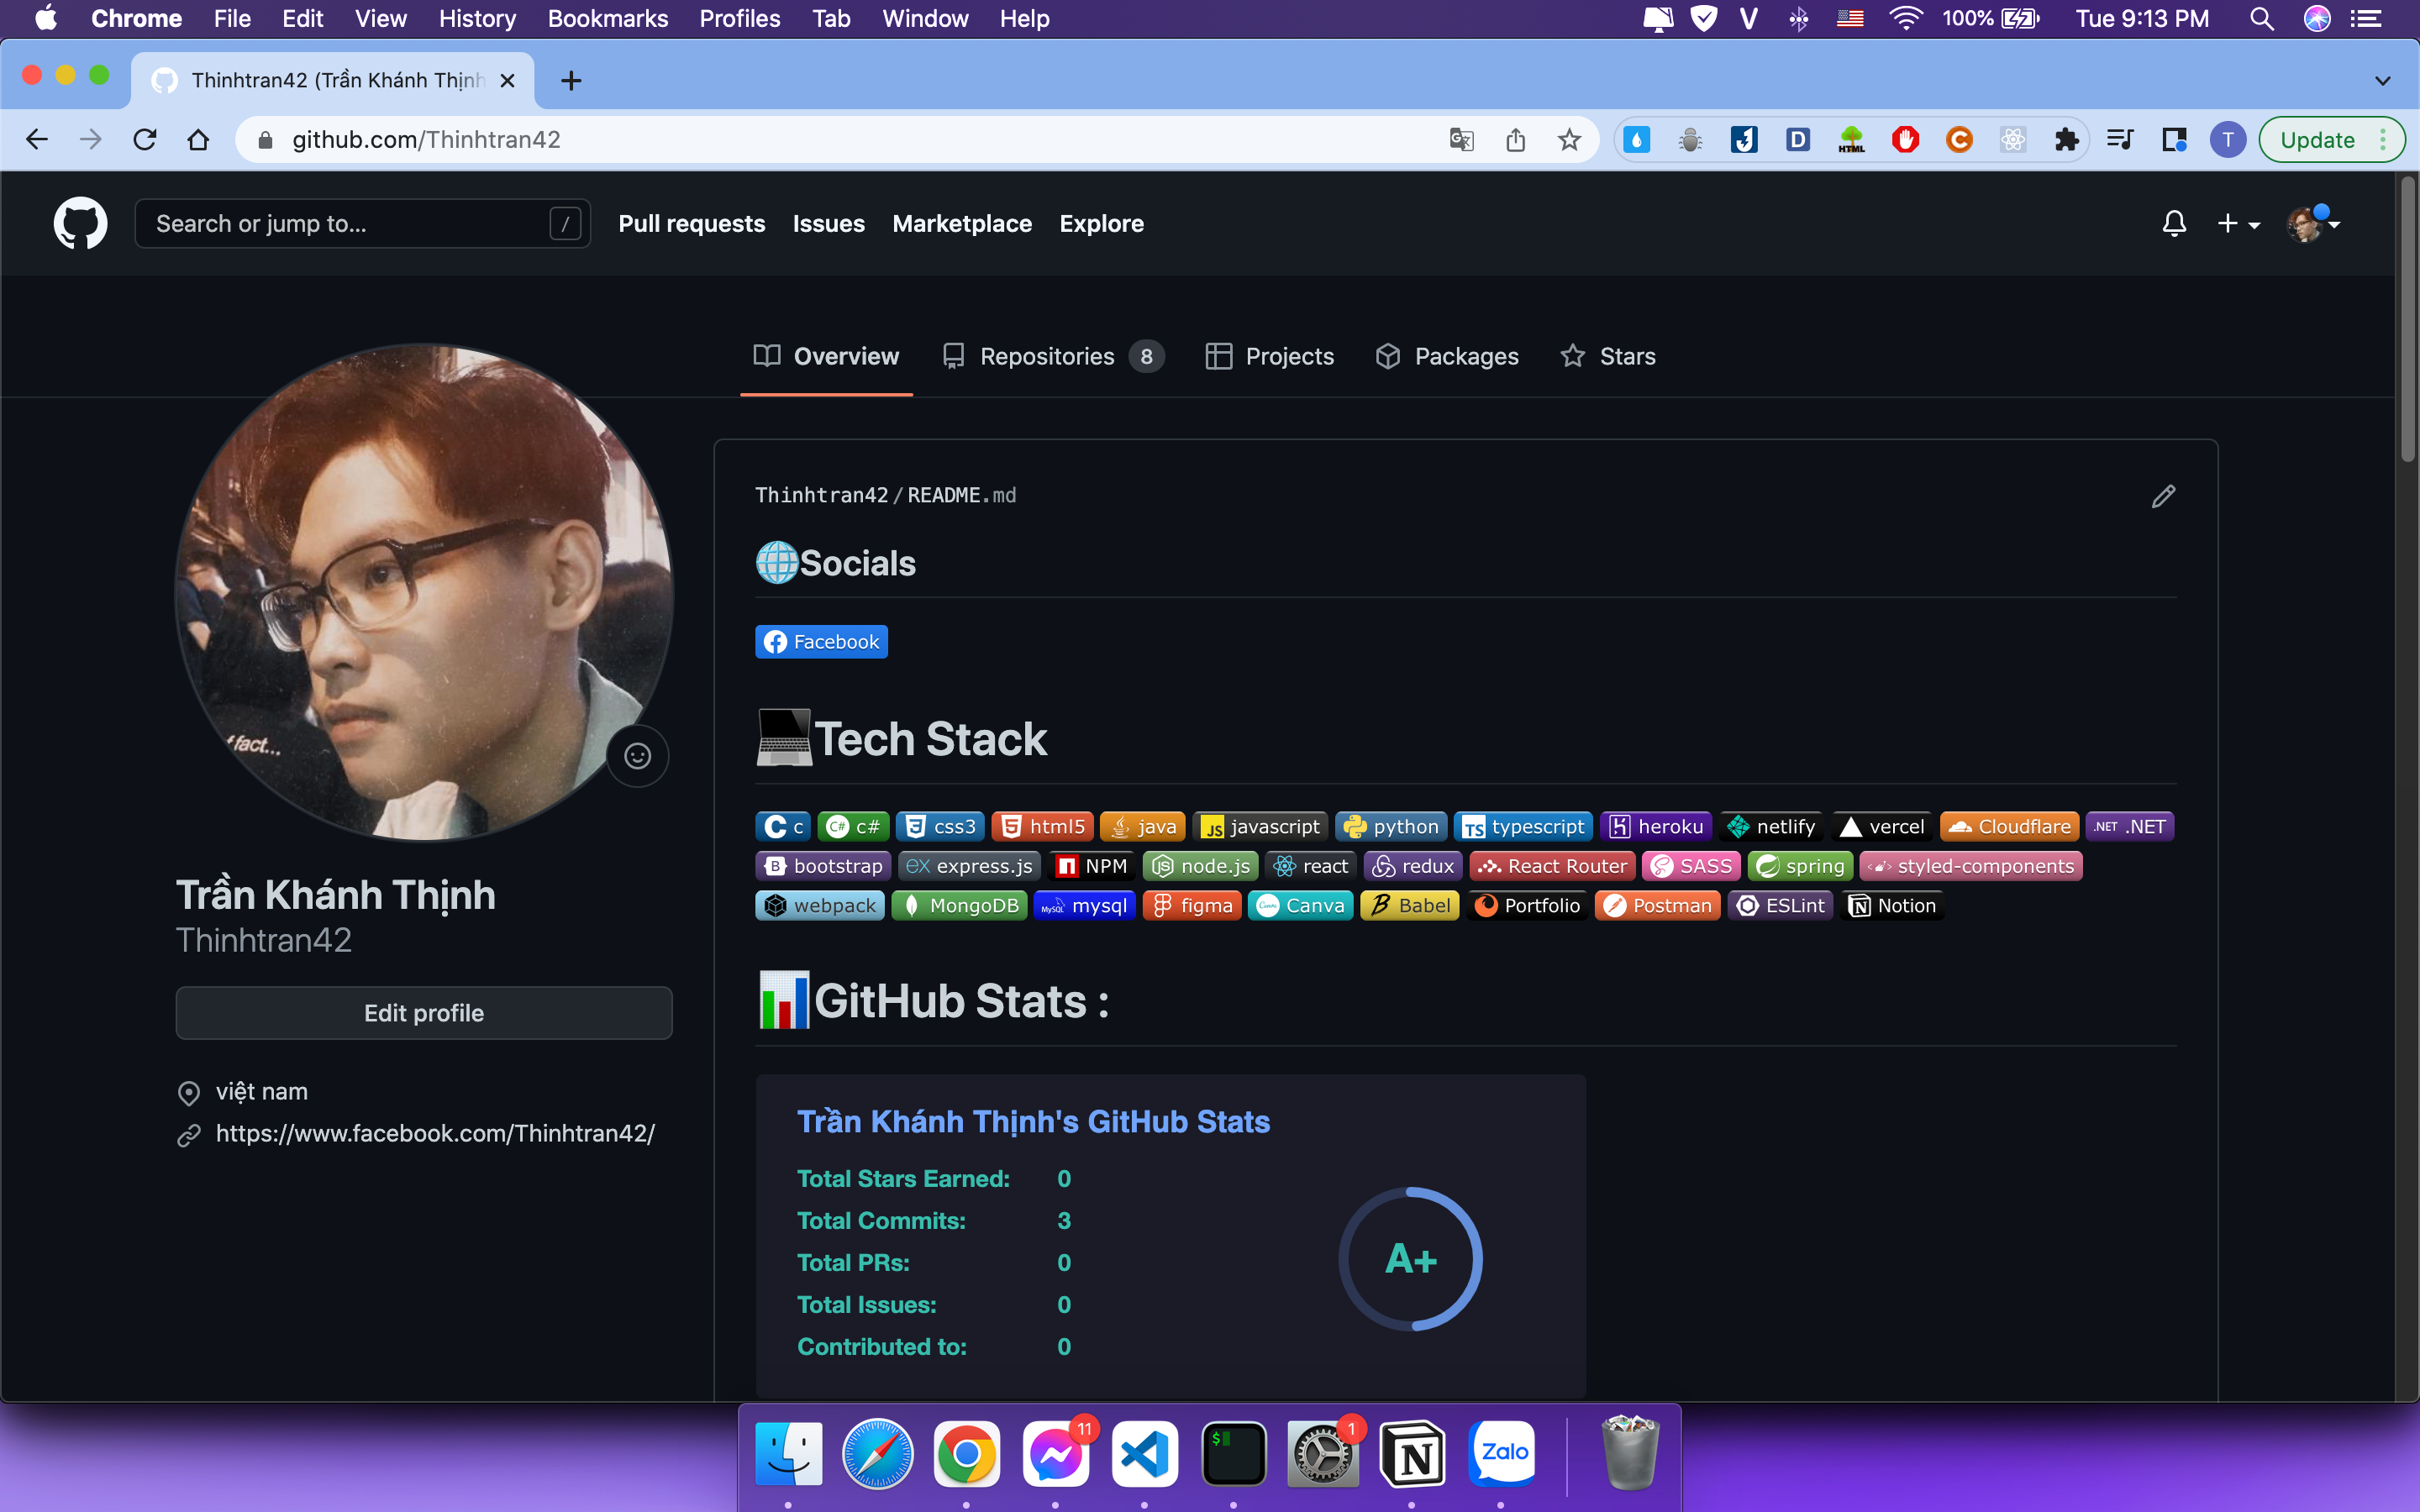 Chrome File Edit View History Bookmarks Profiles Tab Window Help
V 100% Tue 9:13 PM
Thinhtran42 (Trần Khánh Thịnh
github.com/Thinhtran42
T Update
Search or jump to... /
Pull requests Issues Marketplace Explore
Overview Repositories 8 Projects Packages Stars
Thinhtran42/README.md
Socials
Facebook
Tech Stack
c c# css3 html5 java javascript python typescript heroku netlify vercel Cloudflare .NET .NET
bootstrap express.js NPM node.js react redux React Router SASS spring styled-components
webpack MongoDB mysql figma Canva Babel Portfolio Postman ESLint Notion
GitHub Stats :
Trần Khánh Thịnh's GitHub Stats
Total Stars Earned: 0
Total Commits: 3
Total PRs: 0
Total Issues: 0
Contributed to: 0
A+
fact...
Trần Khánh Thịnh
Thinhtran42
Edit profile
việt nam
https://www.facebook.com/Thinhtran42/
11
1
Zalo